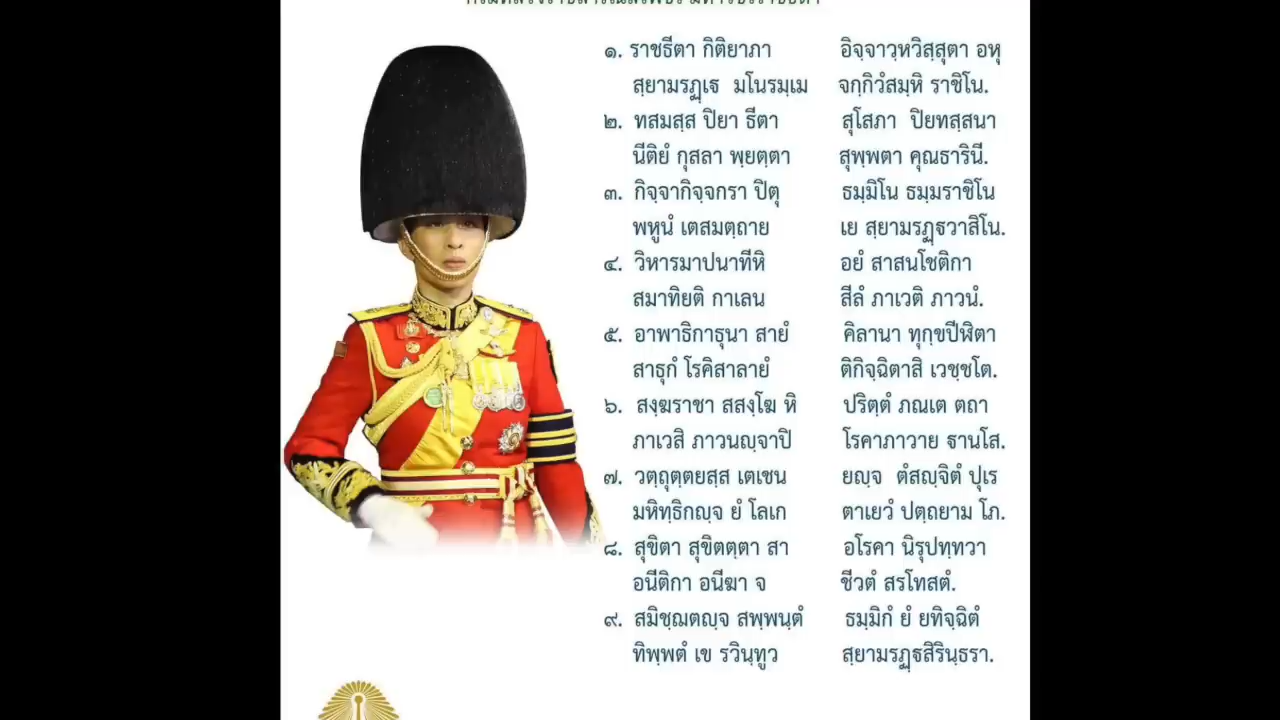 ๑. ราชธีตา กิติยาภา อิจฺจาวฺหวิสฺสุตา อหุ
สฺยามรฏฺเฐ มโนรมฺเม จกฺกิวํสมฺหิ ราชิโน.
๒. ทสมสฺส ปิยา ธีตา สุโสภา ปิยทสฺสนา
นีติยํ กุสลา พฺยตฺตา สุพฺพตา คุณธารินี.
๓. กิจฺจากิจฺจกรา ปิตุ ธมฺมิโน ธมฺมราชิโน
พหูนํ เตสมตฺถาย เย สฺยามรฏฺฐวาสิโน.
๔. วิหารมาปนาทีหิ อยํ สาสนโชติกา
สมาทิยติ กาเลน สีลํ ภาเวติ ภาวนํ.
๕. อาพาธิกาธุนา สายํ คิลานา ทุกฺขปีฬิตา
สาธุกํ โรคิสาลายํ ติกิจฺฉิตาสิ เวชฺชโต.
๖. สงฺฆราชา สสงฺโฆ หิ ปริตฺตํ ภณเต ตถา
ภาเวสิ ภาวนญฺจาปิ โรคาภาวาย ฐานโส.
๗. วตฺถุตฺตยสฺส เตเชน ยญฺจ ตํสญฺจิตํ ปุเร
มหิทฺธิกญฺจ ยํ โลเก ตาเยวํ ปตฺถยาม โภ.
๘. สุขิตา สุขิตตฺตา สา อโรคา นิรุปทฺทวา
อนีติกา อนีฆา จ ชีวตํ สรโทสตํ.
๙. สมิชฺฌตญฺจ สพฺพนฺตํ ธมฺมิกํ ยํ ยทิจฺฉิตํ
ทิพฺพตํ เข รวินฺทูว สฺยามรฏฺฐสิรินฺธรา.